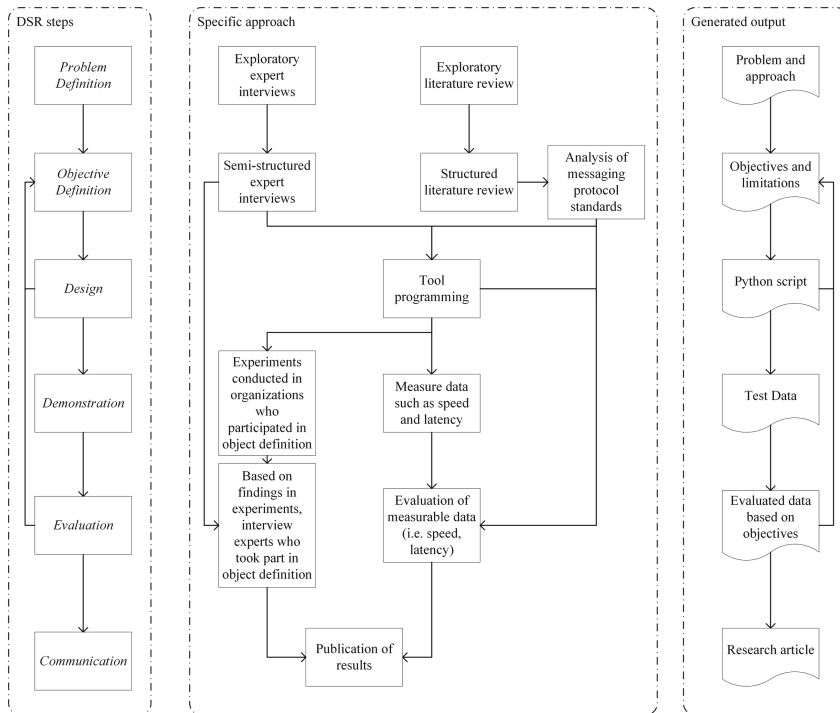 DSR steps
Problem
Definition
Objective
Definition
Design
Demonstration
Evaluation
Communication
Specific approach
Exploratory
expert
interviews
Exploratory
literature review
Semi-structured
expert
interviews
Structured
literature review
Analysis of
messaging
protocol
standards
Tool
programming
Experiments
conducted in
organizations
who
participated in
object definition
Measure data
such as speed
and latency
Based on
findings in
experiments,
interview
experts who
took part in
object definition
Evaluation of
measurable data
(i.e. speed,
latency)
Publication of
results
Generated output
Problem and
approach
Objectives and
limitations
Python script
Test Data
Evaluated data
based on
objectives
Research article